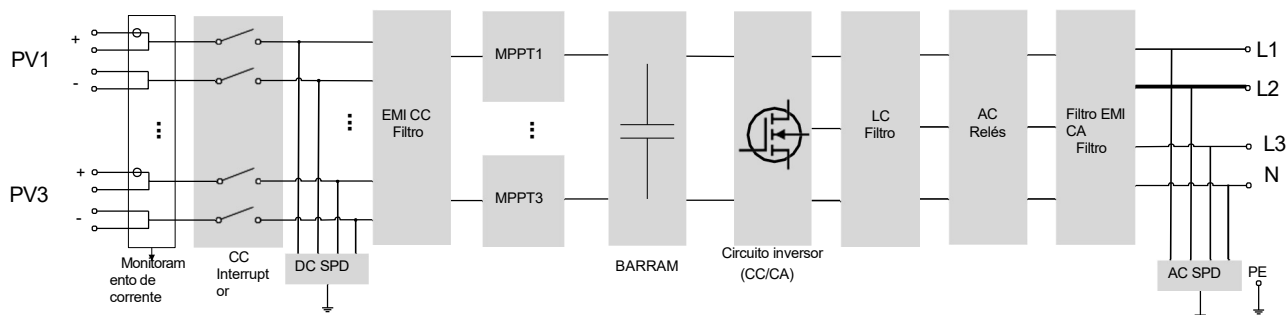 PV1
+
-
⋮
PV3
+
-
Monitoram
ento de
corrente
CC
Interrupt
or
⋮
DC SPD
EMI CC
Filtro
MPPT1
⋮
MPPT3
BARRAM
Circuito inversor
(CC/CA)
LC
Filtro
AC
Relés
Filtro EMI
CA
Filtro
L1
L2
L3
N
AC SPD
PE